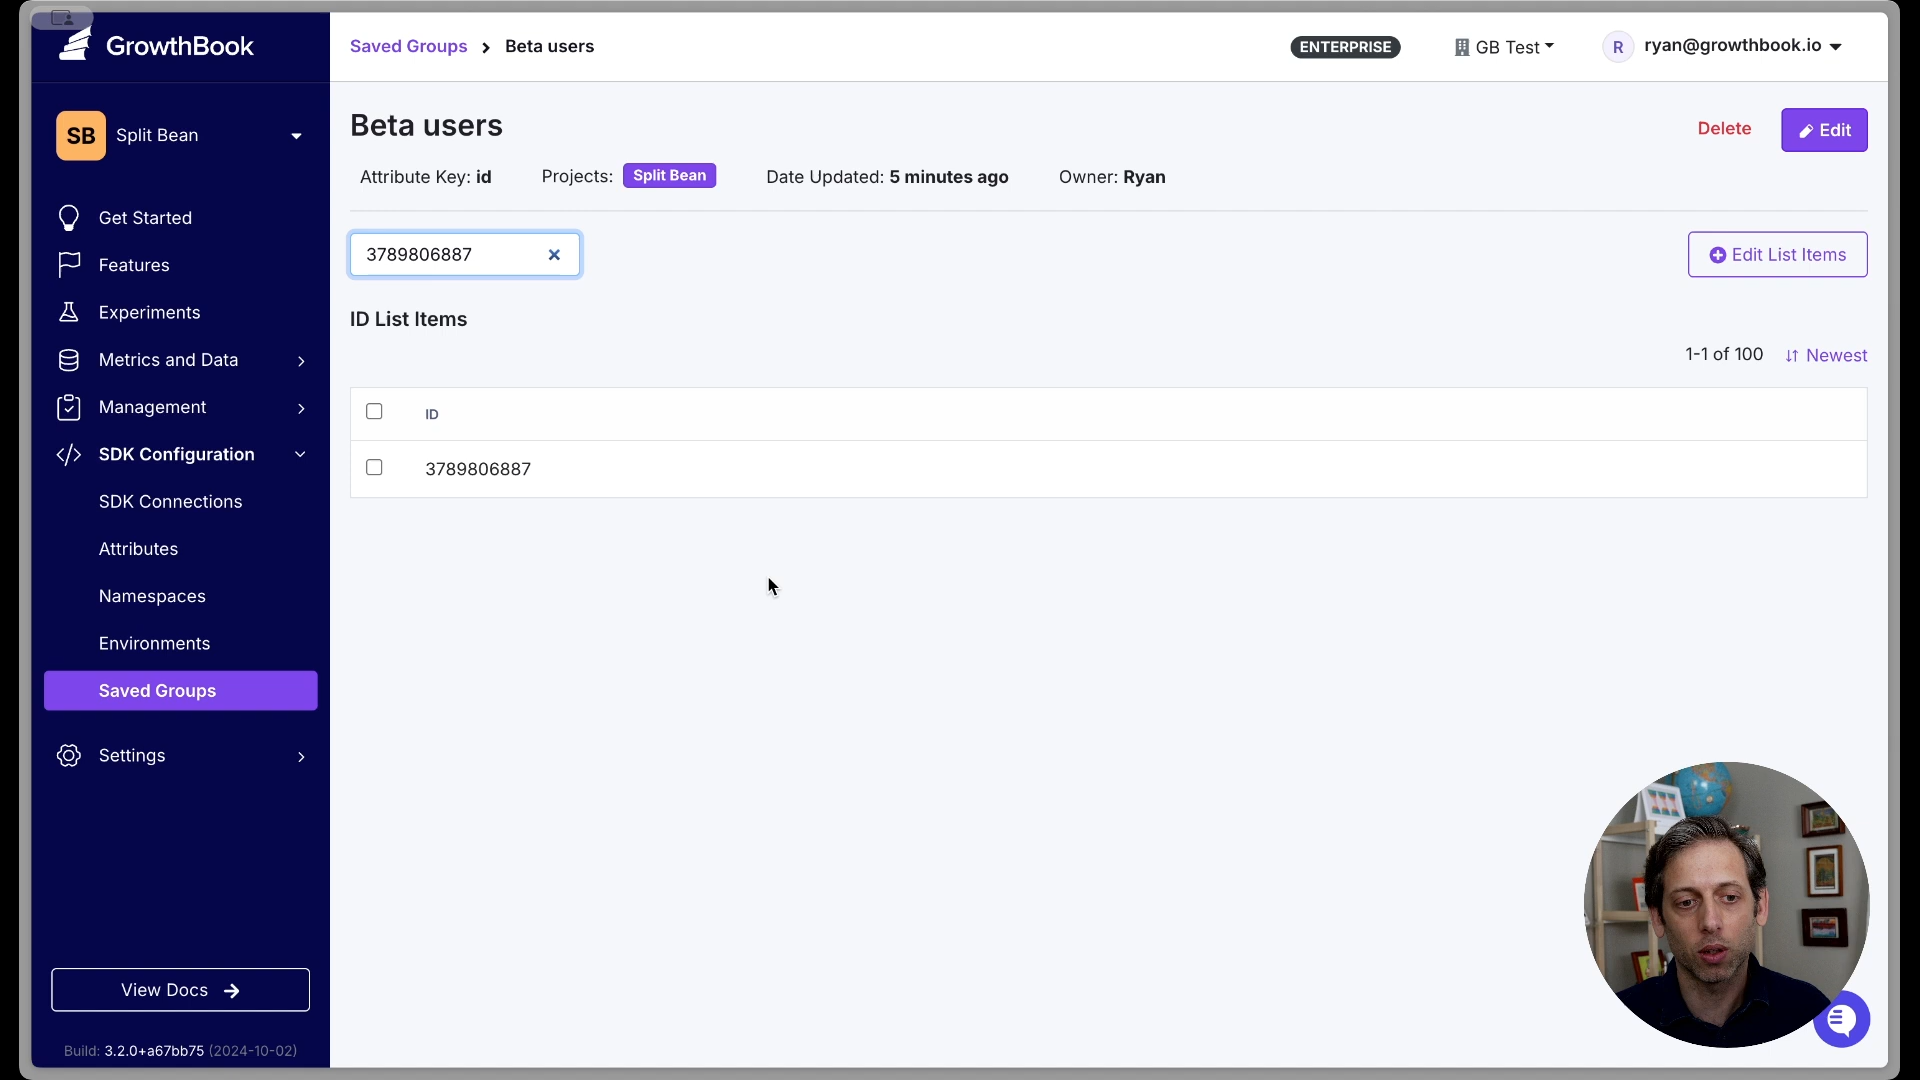 GrowthBook
Saved Groups
Beta users
ENTERPRISE
GB Test
R
ryan@growthbook.io
SB
Split Bean
Get Started
Features
Experiments
Metrics and Data
Management
SDK Configuration
SDK Connections
Attributes
Namespaces
Environments
Saved Groups
Settings
View Docs
Build: 3.2.0+a67bb75 (2024-10-02)
Beta users
Delete
Edit
Attribute Key: id
Projects: Split Bean
Date Updated: 5 minutes ago
Owner: Ryan
3789806887
Edit List Items
ID List Items
1-1 of 100
Newest
ID
3789806887